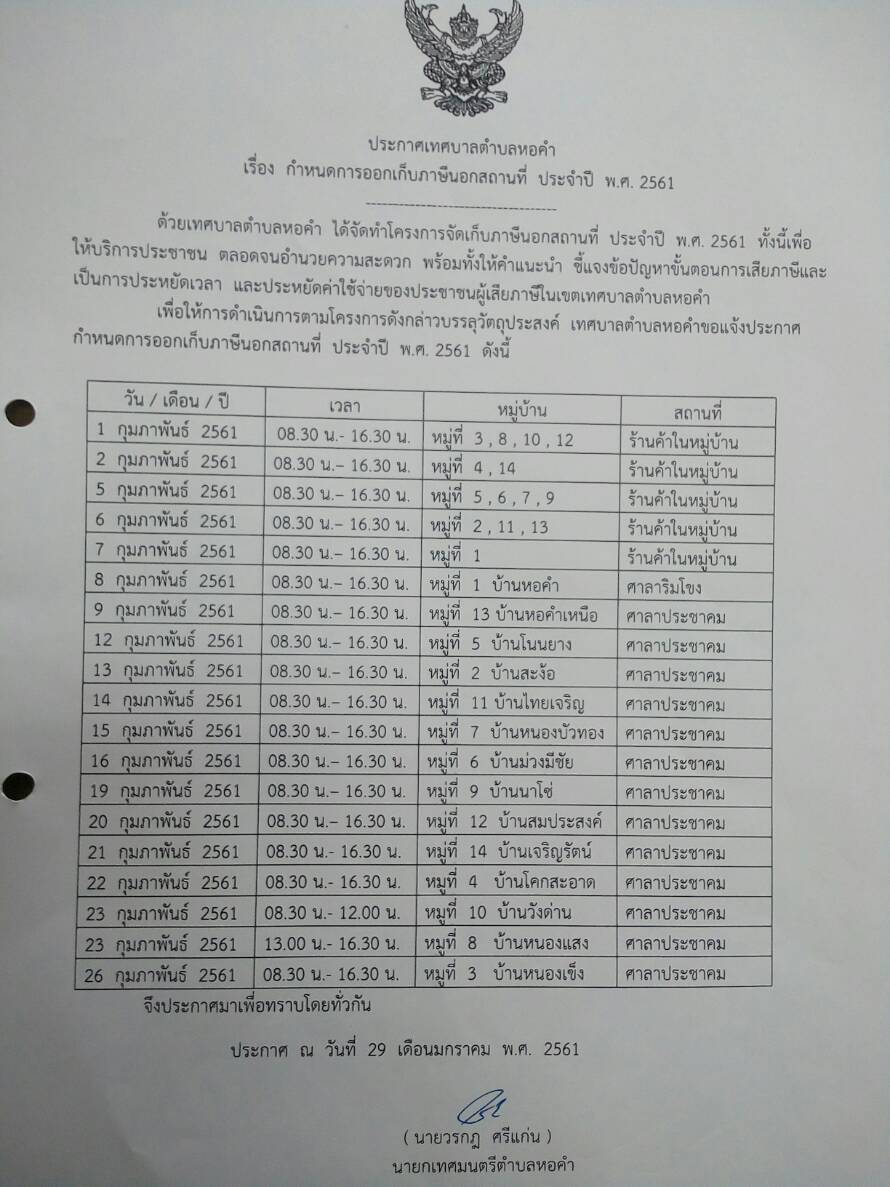 ประกาศเทศบาลตำบลหอคำ
เรื่อง กำหนดการออกเก็บภาษีนอกสถานที่ ประจำปี พ.ศ. 2561
-----------------------------------
ด้วยเทศบาลตำบลหอคำ ได้จัดทำโครงการจัดเก็บภาษีนอกสถานที่ ประจำปี พ.ศ. 2561 ทั้งนี้เพื่อ
ให้บริการประชาชน ตลอดจนอำนวยความสะดวก พร้อมทั้งให้คำแนะนำ ชี้แจงข้อปัญหาขั้นตอนการเสียภาษีและ
เป็นการประหยัดเวลา และประหยัดค่าใช้จ่ายของประชาชนผู้เสียภาษีในเขตเทศบาลตำบลหอคำ
เพื่อให้การดำเนินการตามโครงการดังกล่าวบรรลุวัตถุประสงค์ เทศบาลตำบลหอคำขอแจ้งประกาศ
กำหนดการออกเก็บภาษีนอกสถานที่ ประจำปี พ.ศ. 2561 ดังนี้
วัน / เดือน / ปี เวลา หมู่บ้าน สถานที่
1 กุมภาพันธ์ 2561 08.30 น.- 16.30 น. หมู่ที่ 3 , 8 , 10 , 12 ร้านค้าในหมู่บ้าน
2 กุมภาพันธ์ 2561 08.30 น.– 16.30 น. หมู่ที่ 4 , 14 ร้านค้าในหมู่บ้าน
5 กุมภาพันธ์ 2561 08.30 น.– 16.30 น. หมู่ที่ 5 , 6 , 7 , 9 ร้านค้าในหมู่บ้าน
6 กุมภาพันธ์ 2561 08.30 น.– 16.30 น. หมู่ที่ 2 , 11 , 13 ร้านค้าในหมู่บ้าน
7 กุมภาพันธ์ 2561 08.30 น.– 16.30 น. หมู่ที่ 1 ร้านค้าในหมู่บ้าน
8 กุมภาพันธ์ 2561 08.30 น.– 16.30 น. หมู่ที่ 1 บ้านหอคำ ศาลาริมโขง
9 กุมภาพันธ์ 2561 08.30 น.– 16.30 น. หมู่ที่ 13 บ้านหอคำเหนือ ศาลาประชาคม
12 กุมภาพันธ์ 2561 08.30 น.– 16.30 น. หมู่ที่ 5 บ้านโนนยาง ศาลาประชาคม
13 กุมภาพันธ์ 2561 08.30 น.– 16.30 น. หมู่ที่ 2 บ้านสะง้อ ศาลาประชาคม
14 กุมภาพันธ์ 2561 08.30 น.– 16.30 น. หมู่ที่ 11 บ้านไทยเจริญ ศาลาประชาคม
15 กุมภาพันธ์ 2561 08.30 น.– 16.30 น. หมู่ที่ 7 บ้านหนองบัวทอง ศาลาประชาคม
16 กุมภาพันธ์ 2561 08.30 น.– 16.30 น. หมู่ที่ 6 บ้านม่วงมีชัย ศาลาประชาคม
19 กุมภาพันธ์ 2561 08.30 น.– 16.30 น. หมู่ที่ 9 บ้านนาโซ่ ศาลาประชาคม
20 กุมภาพันธ์ 2561 08.30 น.– 16.30 น. หมู่ที่ 12 บ้านสมประสงค์ ศาลาประชาคม
21 กุมภาพันธ์ 2561 08.30 น.- 16.30 น. หมู่ที่ 14 บ้านเจริญรัตน์ ศาลาประชาคม
22 กุมภาพันธ์ 2561 08.30 น.- 16.30 น. หมู่ที่ 4 บ้านโคกสะอาด ศาลาประชาคม
23 กุมภาพันธ์ 2561 08.30 น.- 12.00 น. หมู่ที่ 10 บ้านวังด่าน ศาลาประชาคม
23 กุมภาพันธ์ 2561 13.00 น.- 16.30 น. หมู่ที่ 8 บ้านหนองแสง ศาลาประชาคม
26 กุมภาพันธ์ 2561 08.30 น.- 16.30 น. หมู่ที่ 3 บ้านหนองเข็ง ศาลาประชาคม
จึงประกาศมาเพื่อทราบโดยทั่วกัน
ประกาศ ณ วันที่ 29 เดือนมกราคม พ.ศ. 2561
( นายวรกฎ ศรีแก่น )
นายกเทศมนตรีตำบลหอคำ